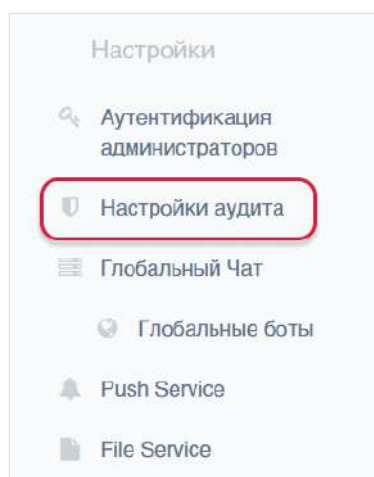 Настройки
Аутентификация
администраторов
Настройки аудита
Глобальный Чат
Глобальные боты
Push Service
File Service